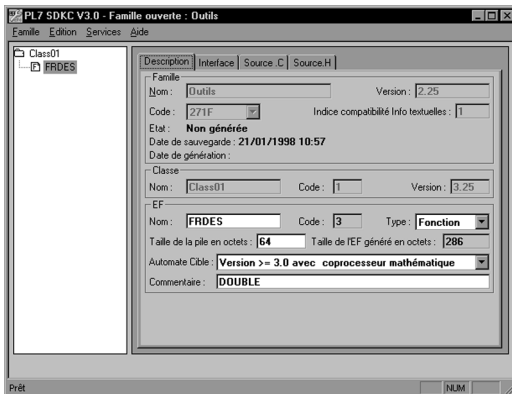 PL7 SDKC V3.0 - Famille ouverte : Outils
Famille Edition Services Aide
Class01
FRDES
Description Interface Source .C Source.H
Famille
Nom : Outils Version : 2.25
Code : 271F Indice compatibilité Info textuelles : 1
Etat : Non générée
Date de sauvegarde : 21/01/1998 10:57
Date de génération :
Classe
Nom : Class01 Code : 1 Version : 3.25
EF
Nom : FRDES Code : 3 Type : Fonction
Taille de la pile en octets : 64 Taille de l'EF généré en octets : 286
Automate Cible : Version >= 3.0 avec coprocesseur mathématique
Commentaire : DOUBLE
Prêt NUM